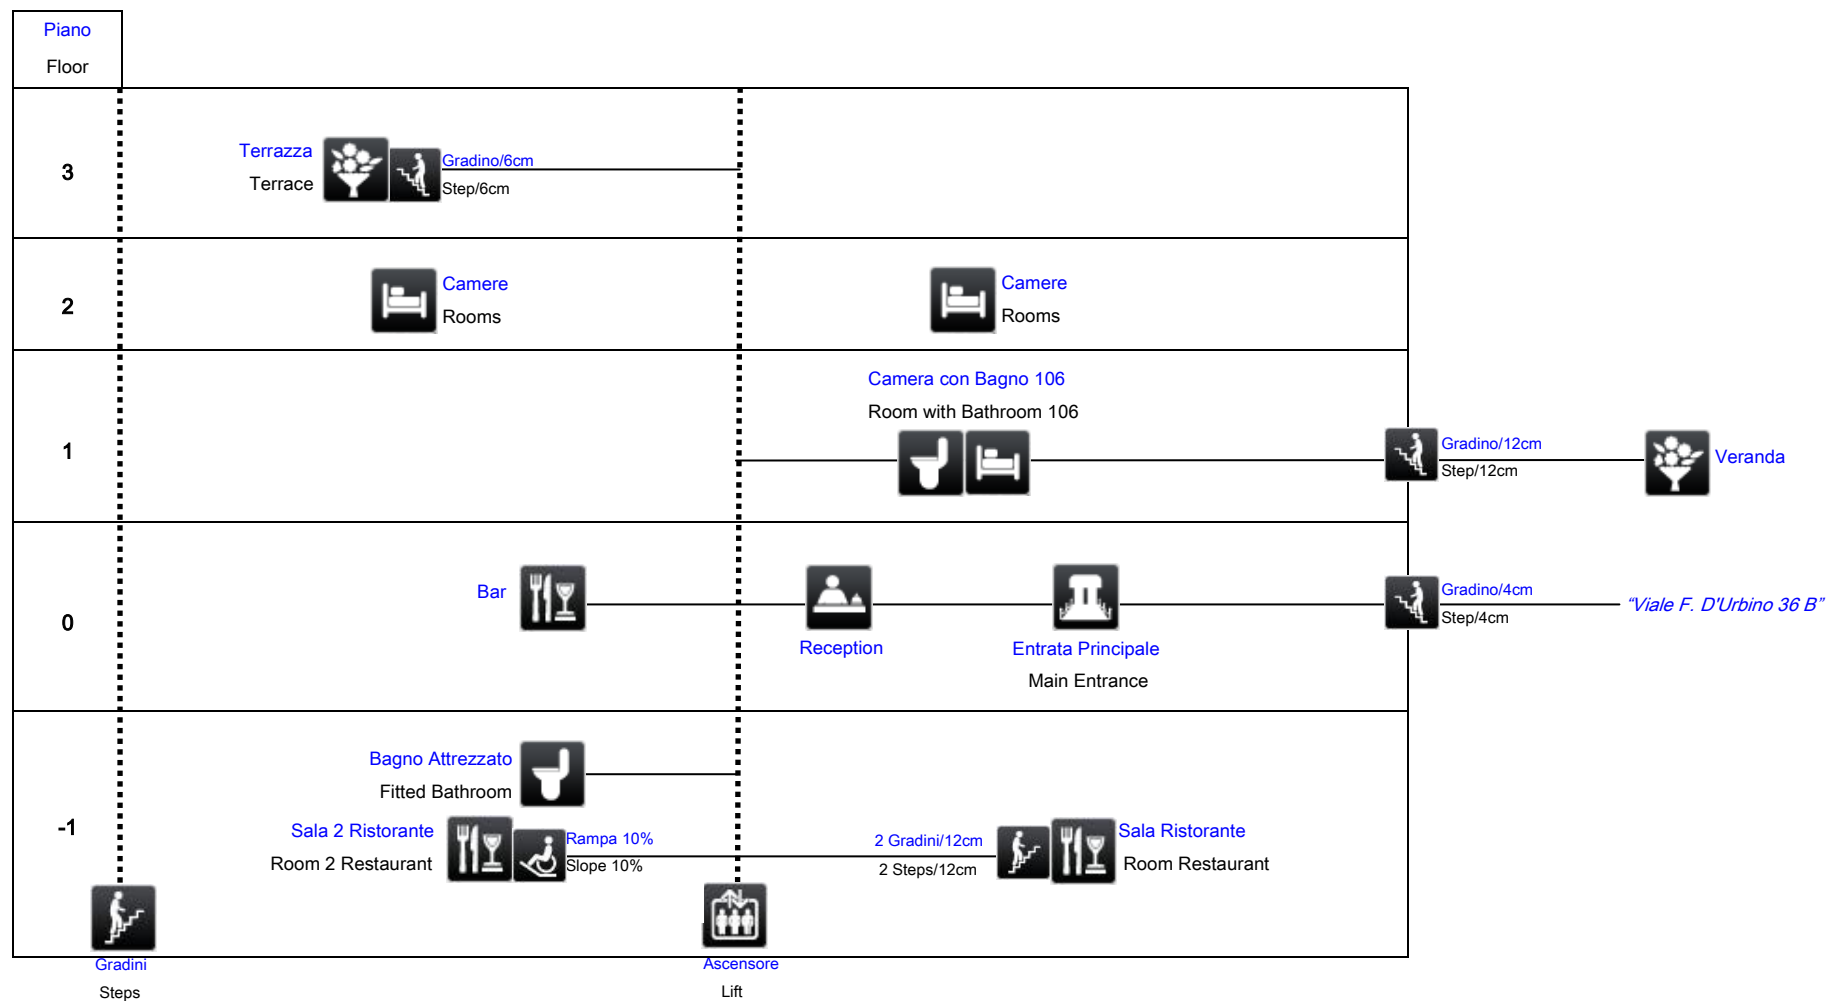 Piano
Floor
3
Terrazza
Terrace
Gradino/6cm
Step/6cm
2
Camere
Rooms
Camere
Rooms
1
Camera con Bagno 106
Room with Bathroom 106
Gradino/12cm
Step/12cm
Veranda
0
Bar
Reception
Entrata Principale
Main Entrance
Gradino/4cm
Step/4cm
“Viale F. D'Urbino 36 B”
-1
Bagno Attrezzato
Fitted Bathroom
Sala 2 Ristorante
Room 2 Restaurant
Rampa 10%
Slope 10%
2 Gradini/12cm
2 Steps/12cm
Sala Ristorante
Room Restaurant
Gradini
Steps
Ascensore
Lift